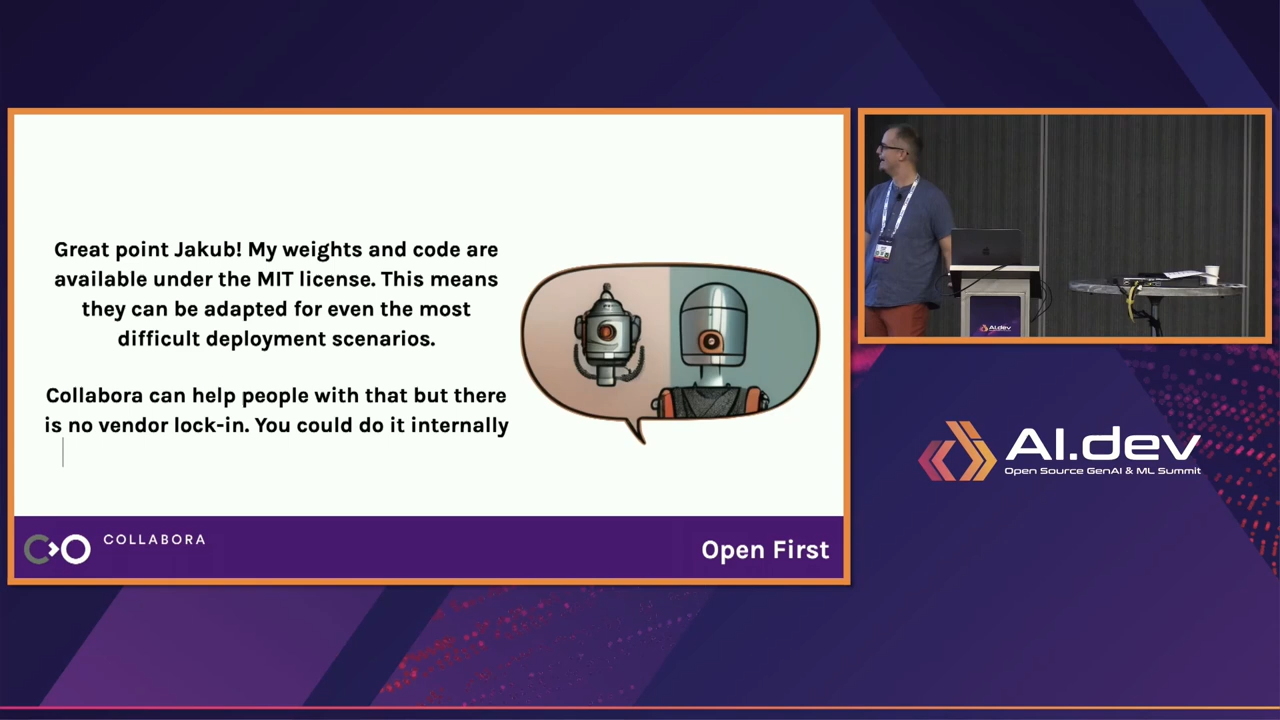 Great point Jakub! My weights and code are
available under the MIT license. This means
they can be adapted for even the most
difficult deployment scenarios.
Collabora can help people with that but there
is no vendor lock-in. You could do it internally
COLLABORA
Open First
AI.dev
AI.dev
Open Source GenAI & ML Summit